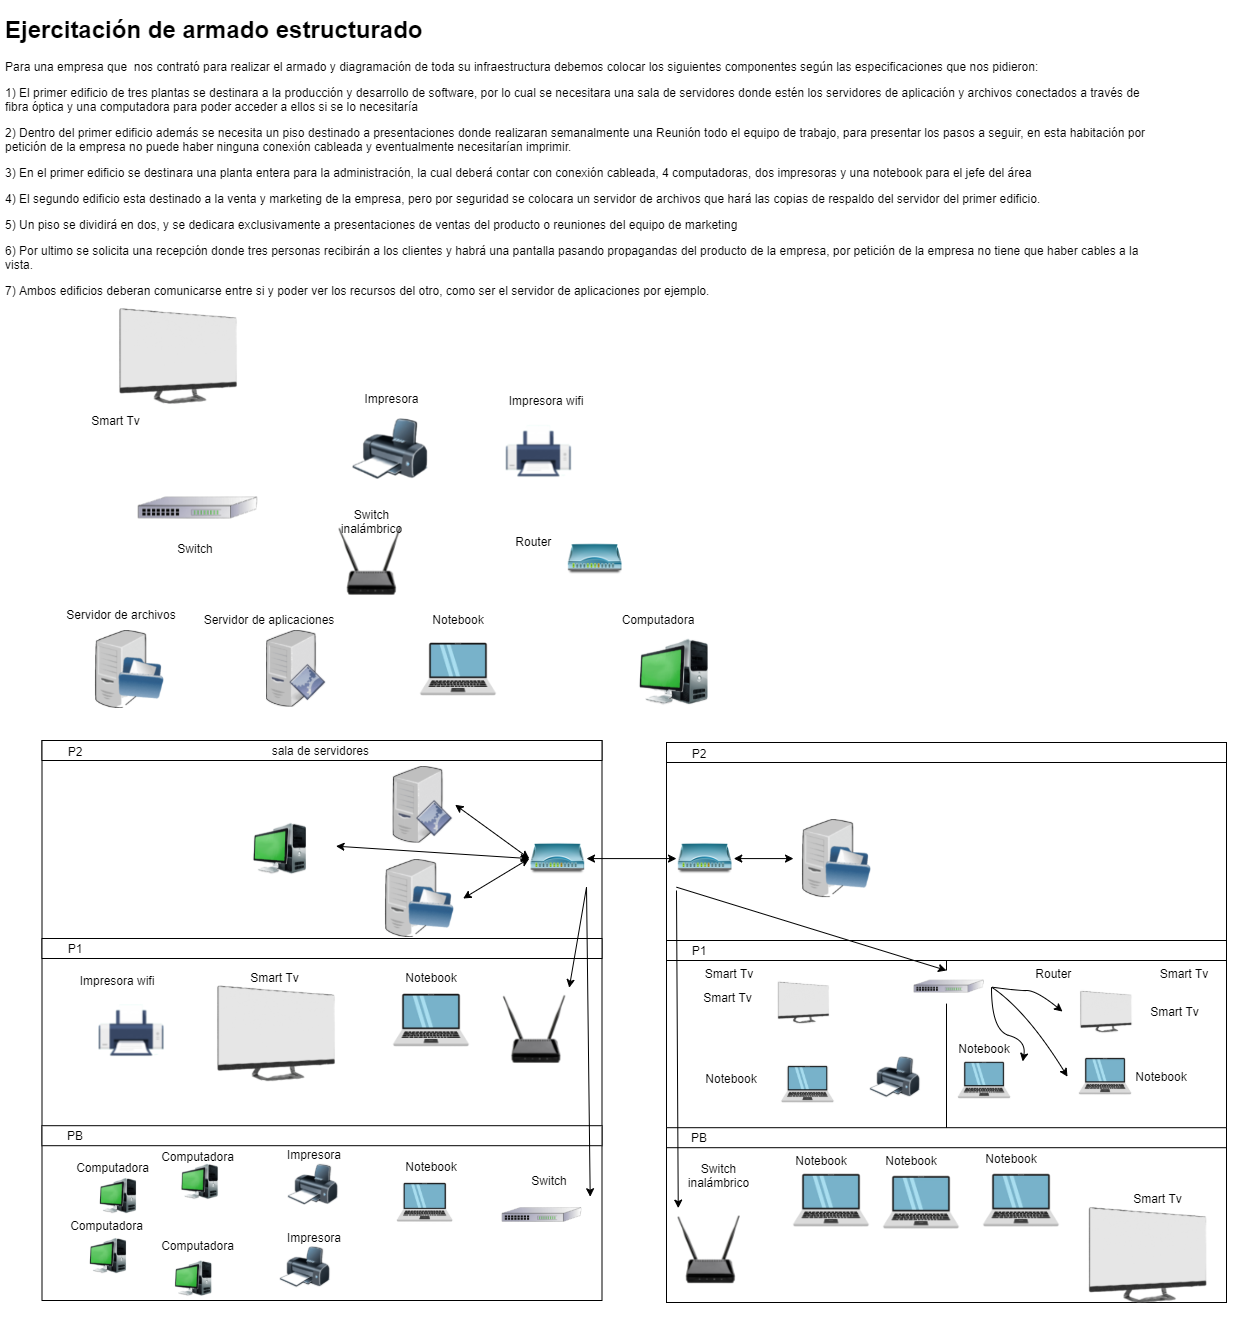 Ejercitación de armado estructurado
Para una empresa que  nos contrató para realizar el armado y diagramación de toda su infraestructura debemos colocar los siguientes componentes según las especificaciones que nos pidieron:
1) El primer edificio de tres plantas se destinara a la producción y desarrollo de software, por lo cual se necesitara una sala de servidores donde estén los servidores de aplicación y archivos conectados a través de
fibra óptica y una computadora para poder acceder a ellos si se lo necesitaría
2) Dentro del primer edificio además se necesita un piso destinado a presentaciones donde realizaran semanalmente una Reunión todo el equipo de trabajo, para presentar los pasos a seguir, en esta habitación por
petición de la empresa no puede haber ninguna conexión cableada y eventualmente necesitarían imprimir.
3) En el primer edificio se destinara una planta entera para la administración, la cual deberá contar con conexión cableada, 4 computadoras, dos impresoras y una notebook para el jefe del área
4) El segundo edificio esta destinado a la venta y marketing de la empresa, pero por seguridad se colocara un servidor de archivos que hará las copias de respaldo del servidor del primer edificio.
5) Un piso se dividirá en dos, y se dedicara exclusivamente a presentaciones de ventas del producto o reuniones del equipo de marketing
6) Por ultimo se solicita una recepción donde tres personas recibirán a los clientes y habrá una pantalla pasando propagandas del producto de la empresa, por petición de la empresa no tiene que haber cables a la
vista.
7) Ambos edificios deberan comunicarse entre si y poder ver los recursos del otro, como ser el servidor de aplicaciones por ejemplo.
Smart Tv
Impresora
Impresora wifi
Switch
Switch
inalámbrico
Router
Servidor de archivos
Servidor de aplicaciones
Notebook
Computadora
P2
sala de servidores
P1
Impresora wifi
Smart Tv
Notebook
PB
Computadora
Computadora
Impresora
Notebook
Switch
Computadora
Computadora
Impresora
P2
P1
Smart Tv
Router
Smart Tv
Smart Tv
Smart Tv
Notebook
Notebook
Notebook
PB
Switch
inalámbrico
Notebook
Notebook
Notebook
Smart Tv